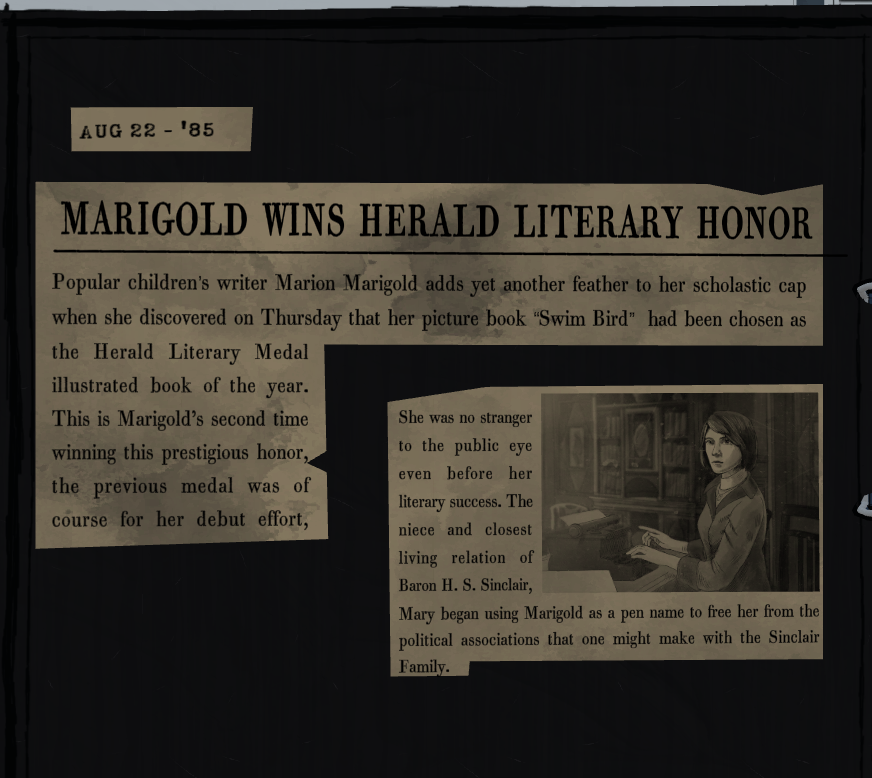 AUG 22 - '85
MARIGOLD WINS HERALD LITERARY HONOR
Popular children's writer Marion Marigold adds yet another feather to her scholastic cap
when she discovered on Thursday that her picture book "Swim Bird" had been chosen as
the Herald Literary Medal
illustrated book of the year.
This is Marigold's second time
winning this prestigious honor,
the previous medal was of
course for her debut effort,
She was no stranger
to the public eye
even before her
literary success. The
niece and closest
living relation of
Baron H. S. Sinclair,
Mary began using Marigold as a pen name to free her from the
political associations that one might make with the Sinclair
Family.